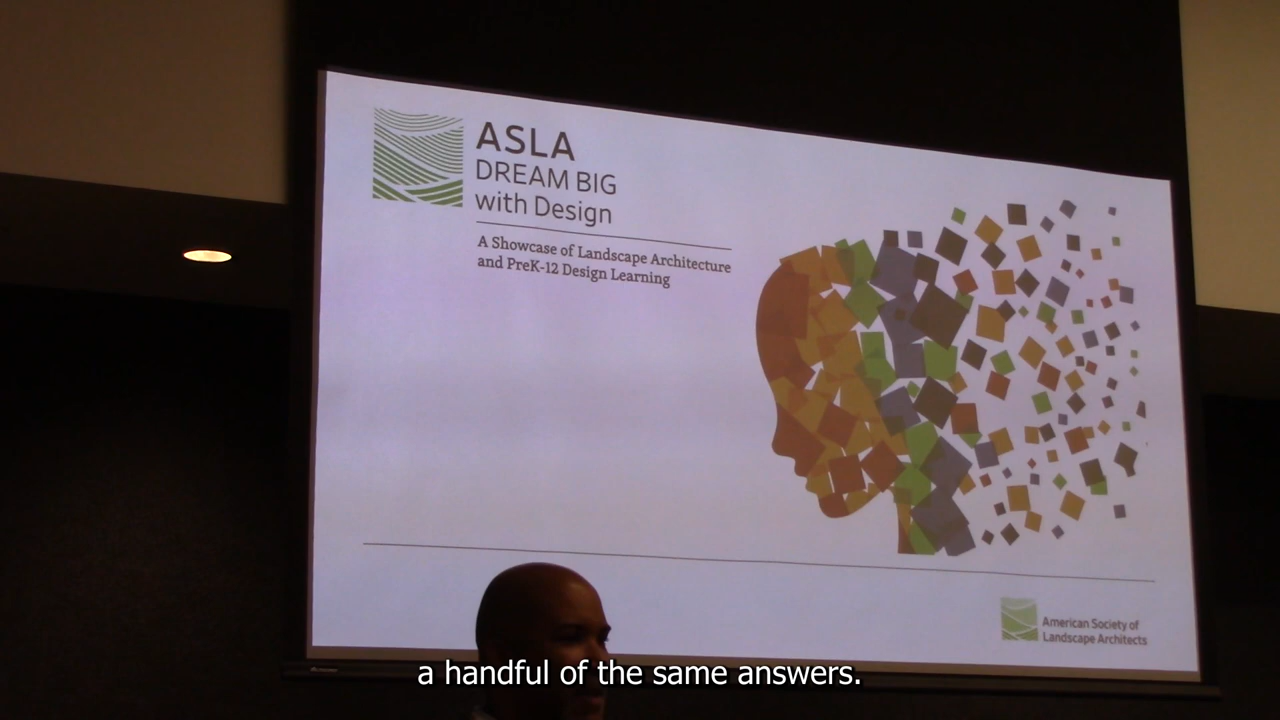 ASLA
DREAM BIG
with Design
A Showcase of Landscape Architecture
and PreK-12 Design Learning
American Society of
Landscape Architects
a handful of the same answers.